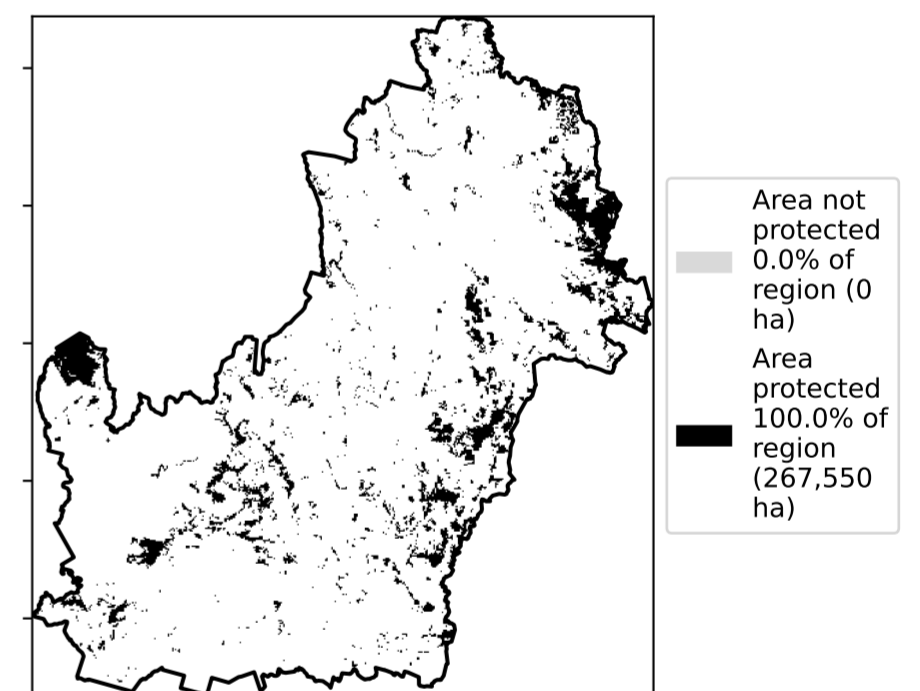 Area not
protected
0.0% of
region (0
ha)
Area
protected
100.0% of
region
(267,550
ha)